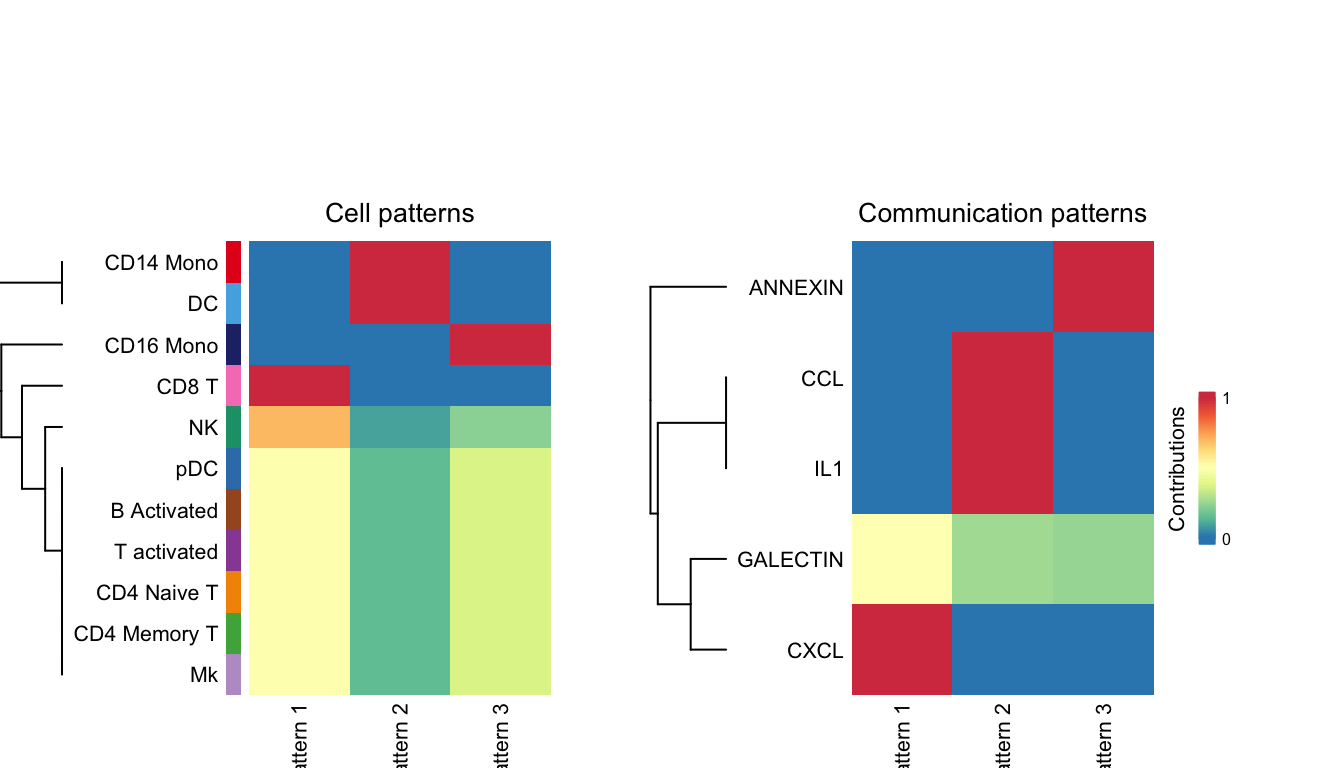 Cell patterns
CD14 Mono
DC
CD16 Mono
CD8 T
NK
pDC
B Activated
T activated
CD4 Naive T
CD4 Memory T
Mk
attern 1
attern 2
attern 3
Communication patterns
ANNEXIN
CCL
IL1
GALECTIN
CXCL
attern 1
attern 2
attern 3
Contributions
1
0